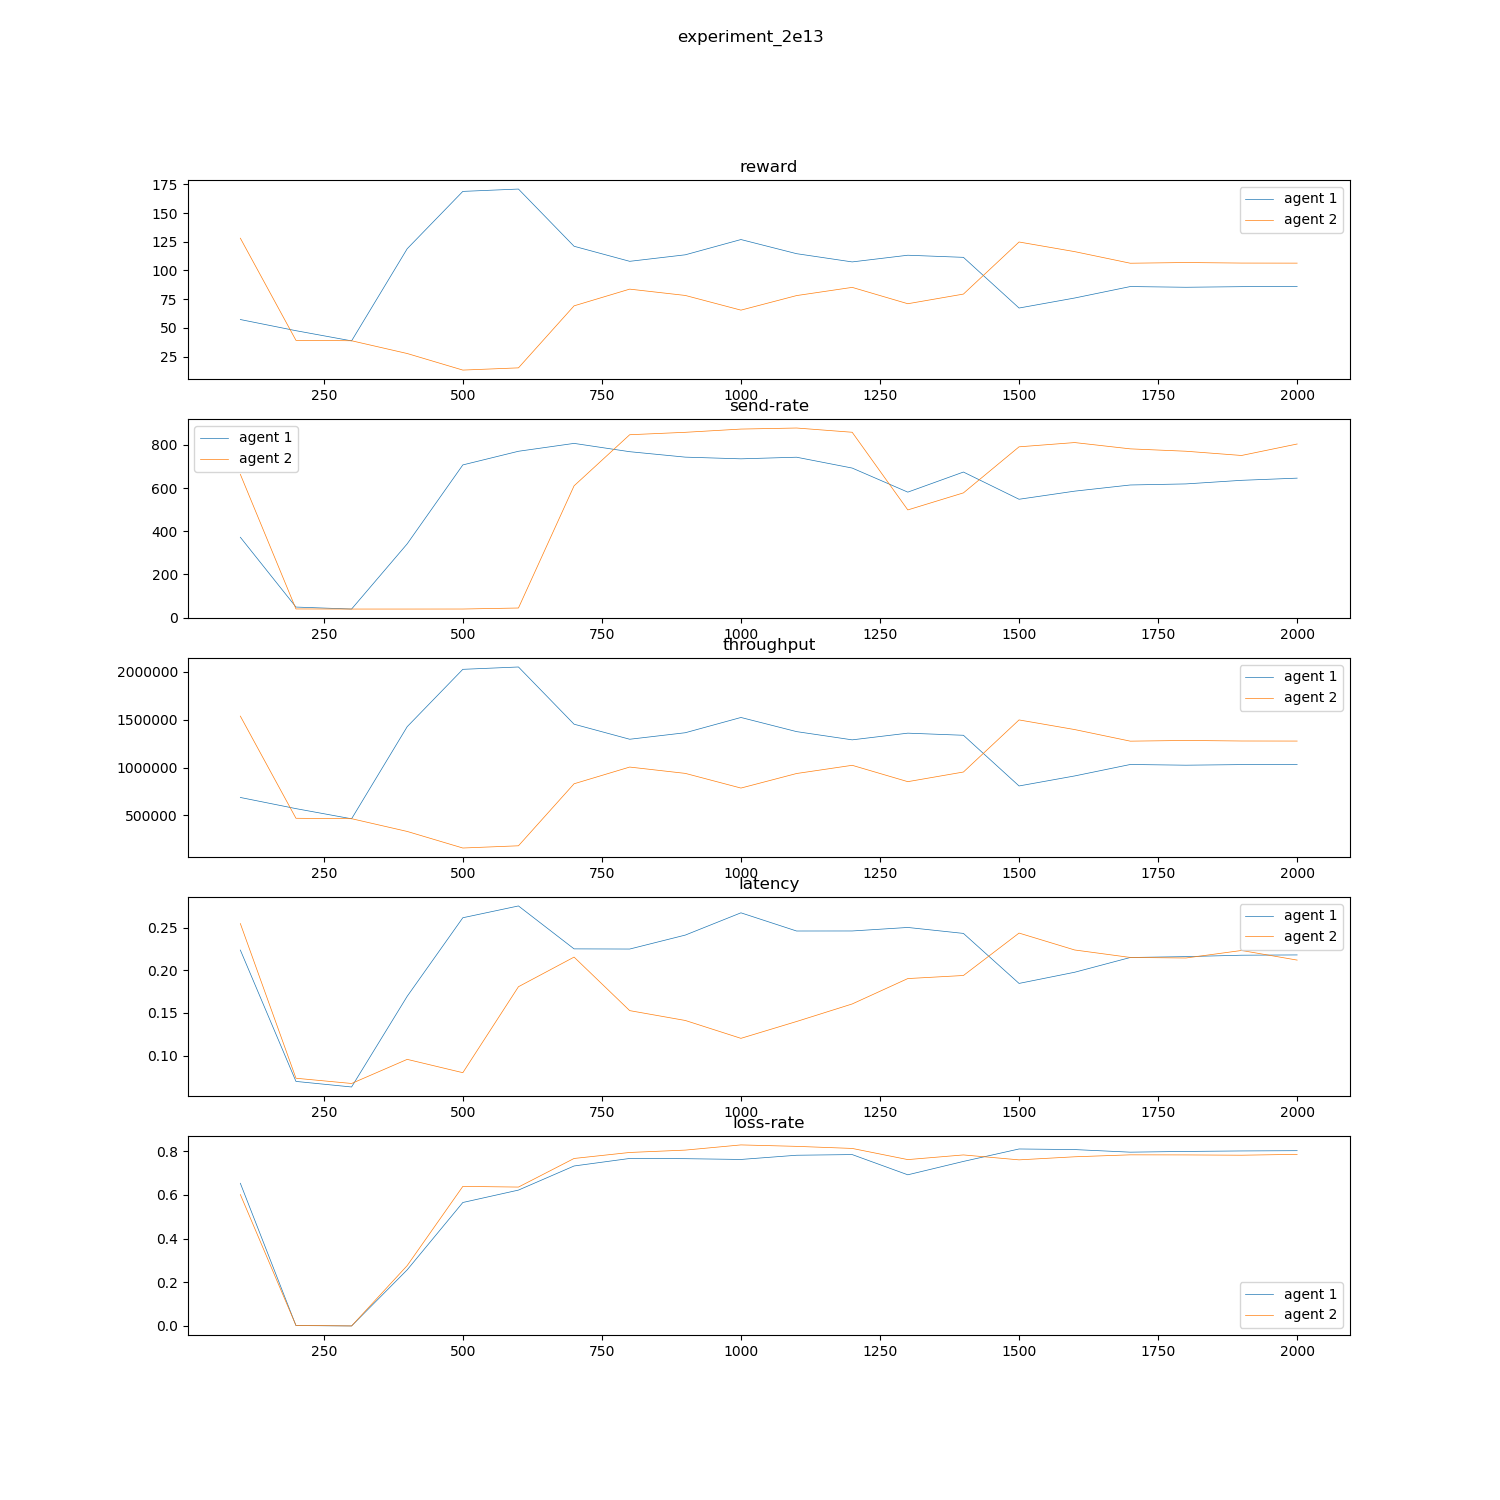 experiment_2e13
reward
175
150
125
100
75
50
25
agent 1
agent 2
250 500 750 1000 1250 1500 1750 2000
send-rate
800
600
400
200
0
agent 1
agent 2
250 500 750 1000 1250 1500 1750 2000
throughput
2000000
1500000
1000000
500000
agent 1
agent 2
250 500 750 1000 1250 1500 1750 2000
latency
0.25
0.20
0.15
0.10
agent 1
agent 2
250 500 750 1000 1250 1500 1750 2000
loss-rate
0.8
0.6
0.4
0.2
0.0
agent 1
agent 2
250 500 750 1000 1250 1500 1750 2000